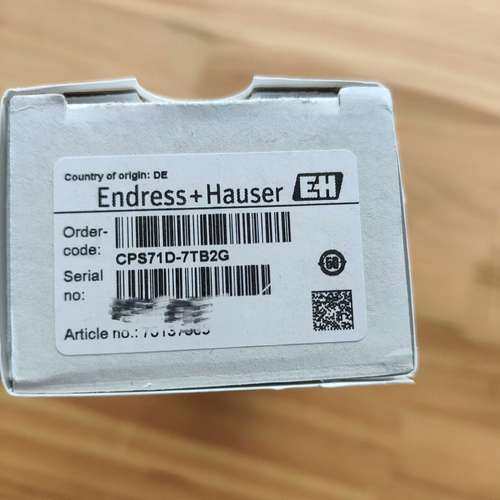 Country of origin: DE
Endress+Hauser EH
Order-
code: CPS71D-7TB2G
Serial
no:
Article no.: